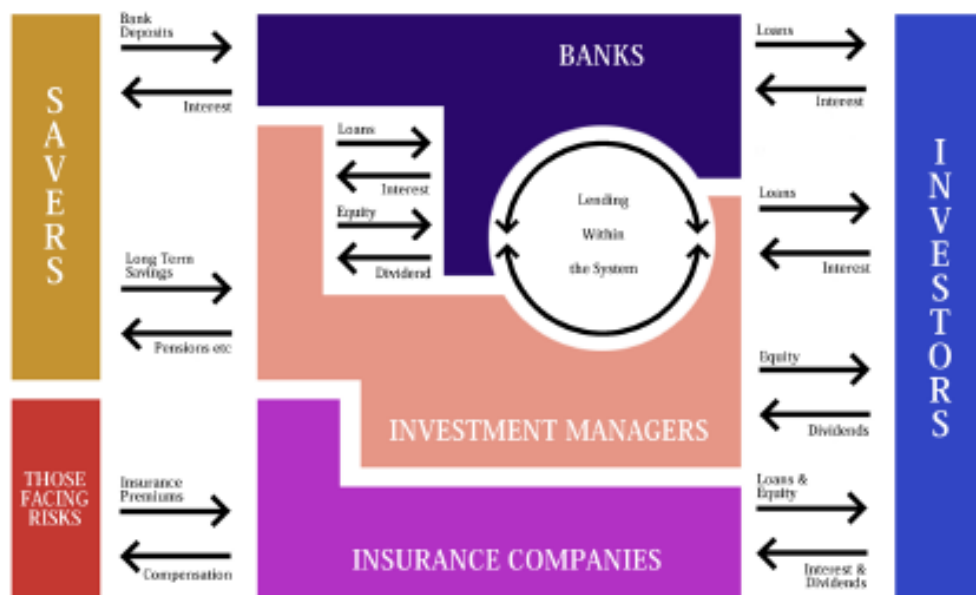 Bank
Deposits
Interest
SAVERS
Long Term
Savings
Pensions etc
THOSE
FACING
RISKS
Insurance
Premiums
Compensation
BANKS
Loans
Interest
Equity
Dividend
Lending
Within
the System
INVESTMENT MANAGERS
INSURANCE COMPANIES
Loans
Interest
Loans
Interest
Equity
Dividends
Loans &
Equity
Interest &
Dividends
INVESTORS